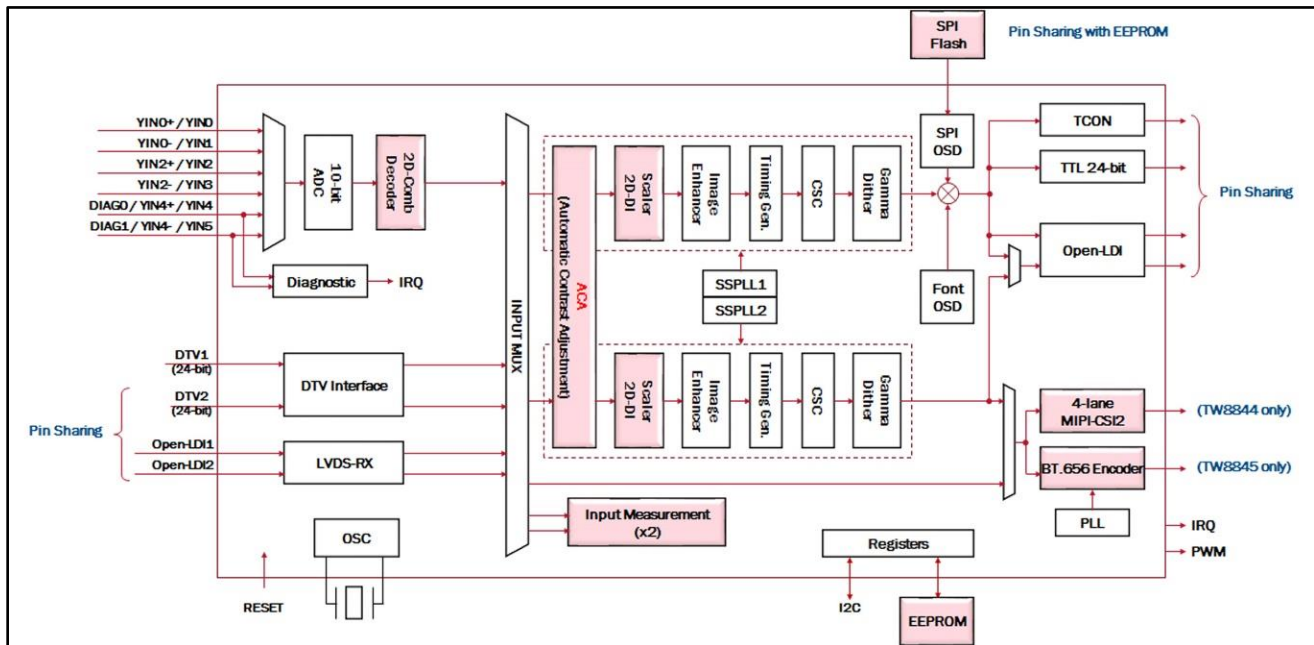 SPI
Flash
Pin Sharing with EEPROM
YIN0+ / YIN0
YIN0- / YIN1
YIN2+ / YIN2
YIN2- / YIN3
DIAG0 / YIN4+ / YIN4
DIAG1 / YIN4- / YIN5
10-bit
ADC
2D-Comb
Decoder
Diagnostic
IRQ
DTV1
(24-bit)
DTV2
(24-bit)
Pin Sharing
Open-LDI1
Open-LDI2
DTV Interface
LVDS-RX
OSC
RESET
INPUT MUX
ACA
(Automatic Contrast Adjustment)
Scaler
2D-DI
Image
Enhancer
Timing Gen.
CSC
Gamma
Dither
SSPLL1
SSPLL2
Scaler
2D-DI
Image
Enhancer
Timing Gen.
CSC
Gamma
Dither
Input Measurement
(x2)
SPI
OSD
Font
OSD
TCON
TTL 24-bit
Open-LDI
Pin Sharing
4-lane
MIPI-CSI2
(TW8844 only)
BT.656 Encoder
(TW8845 only)
PLL
IRQ
PWM
Registers
I2C
EEPROM